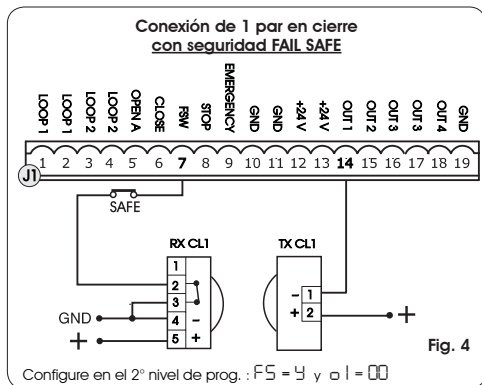 Conexión de 1 par en cierre
con seguridad FAIL SAFE
LOOP 1 LOOP 1 LOOP 2 LOOP 2 OPEN A CLOSE FSW STOP EMERGENCY GND GND +24 V +24 V OUT 1 OUT 2 OUT 3 OUT 3 OUT 4 GND
1 2 3 4 5 6 7 8 9 10 11 12 13 14 15 16 17 18 19
J1
SAFE
RX CL1
1
2
3
GND 4 -
+ 5 +
TX CL1
- 1
+ 2 +
Fig. 4
Configure en el 2° nivel de prog. : FS = Y y o1 = 00